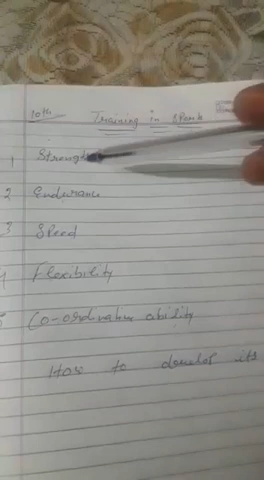 10th Training in Sports
1 Strength
2 Endurance
3 Speed
4 Flexibility
5 Co-ordinative ability
How to develop its